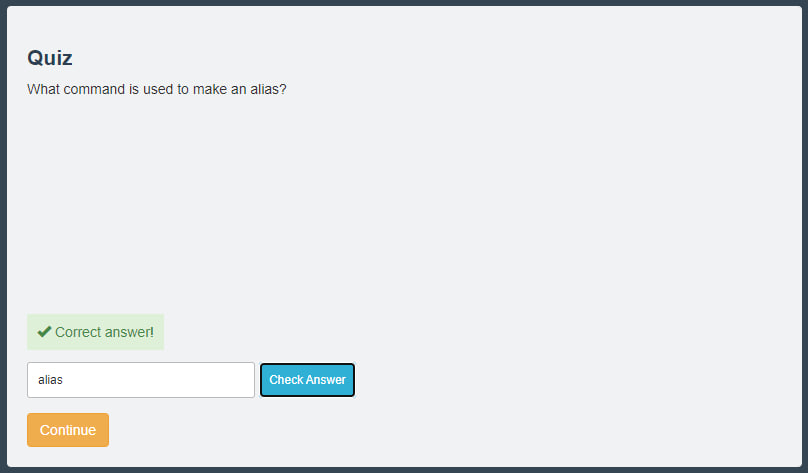 Quiz
What command is used to make an alias?
Correct answer!
alias
Check Answer
Continue